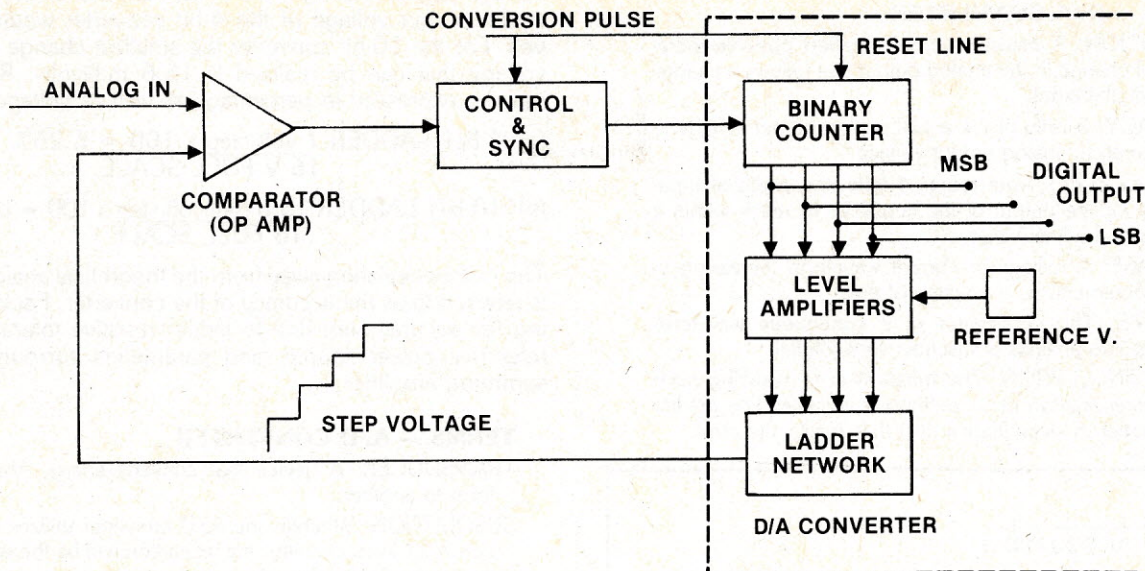 CONVERSION PULSE
RESET LINE
ANALOG IN
CONTROL
&
SYNC
BINARY
COUNTER
MSB
DIGITAL
OUTPUT
COMPARATOR
(OP AMP)
LSB
LEVEL
AMPLIFIERS
REFERENCE V.
STEP VOLTAGE
LADDER
NETWORK
D/A CONVERTER